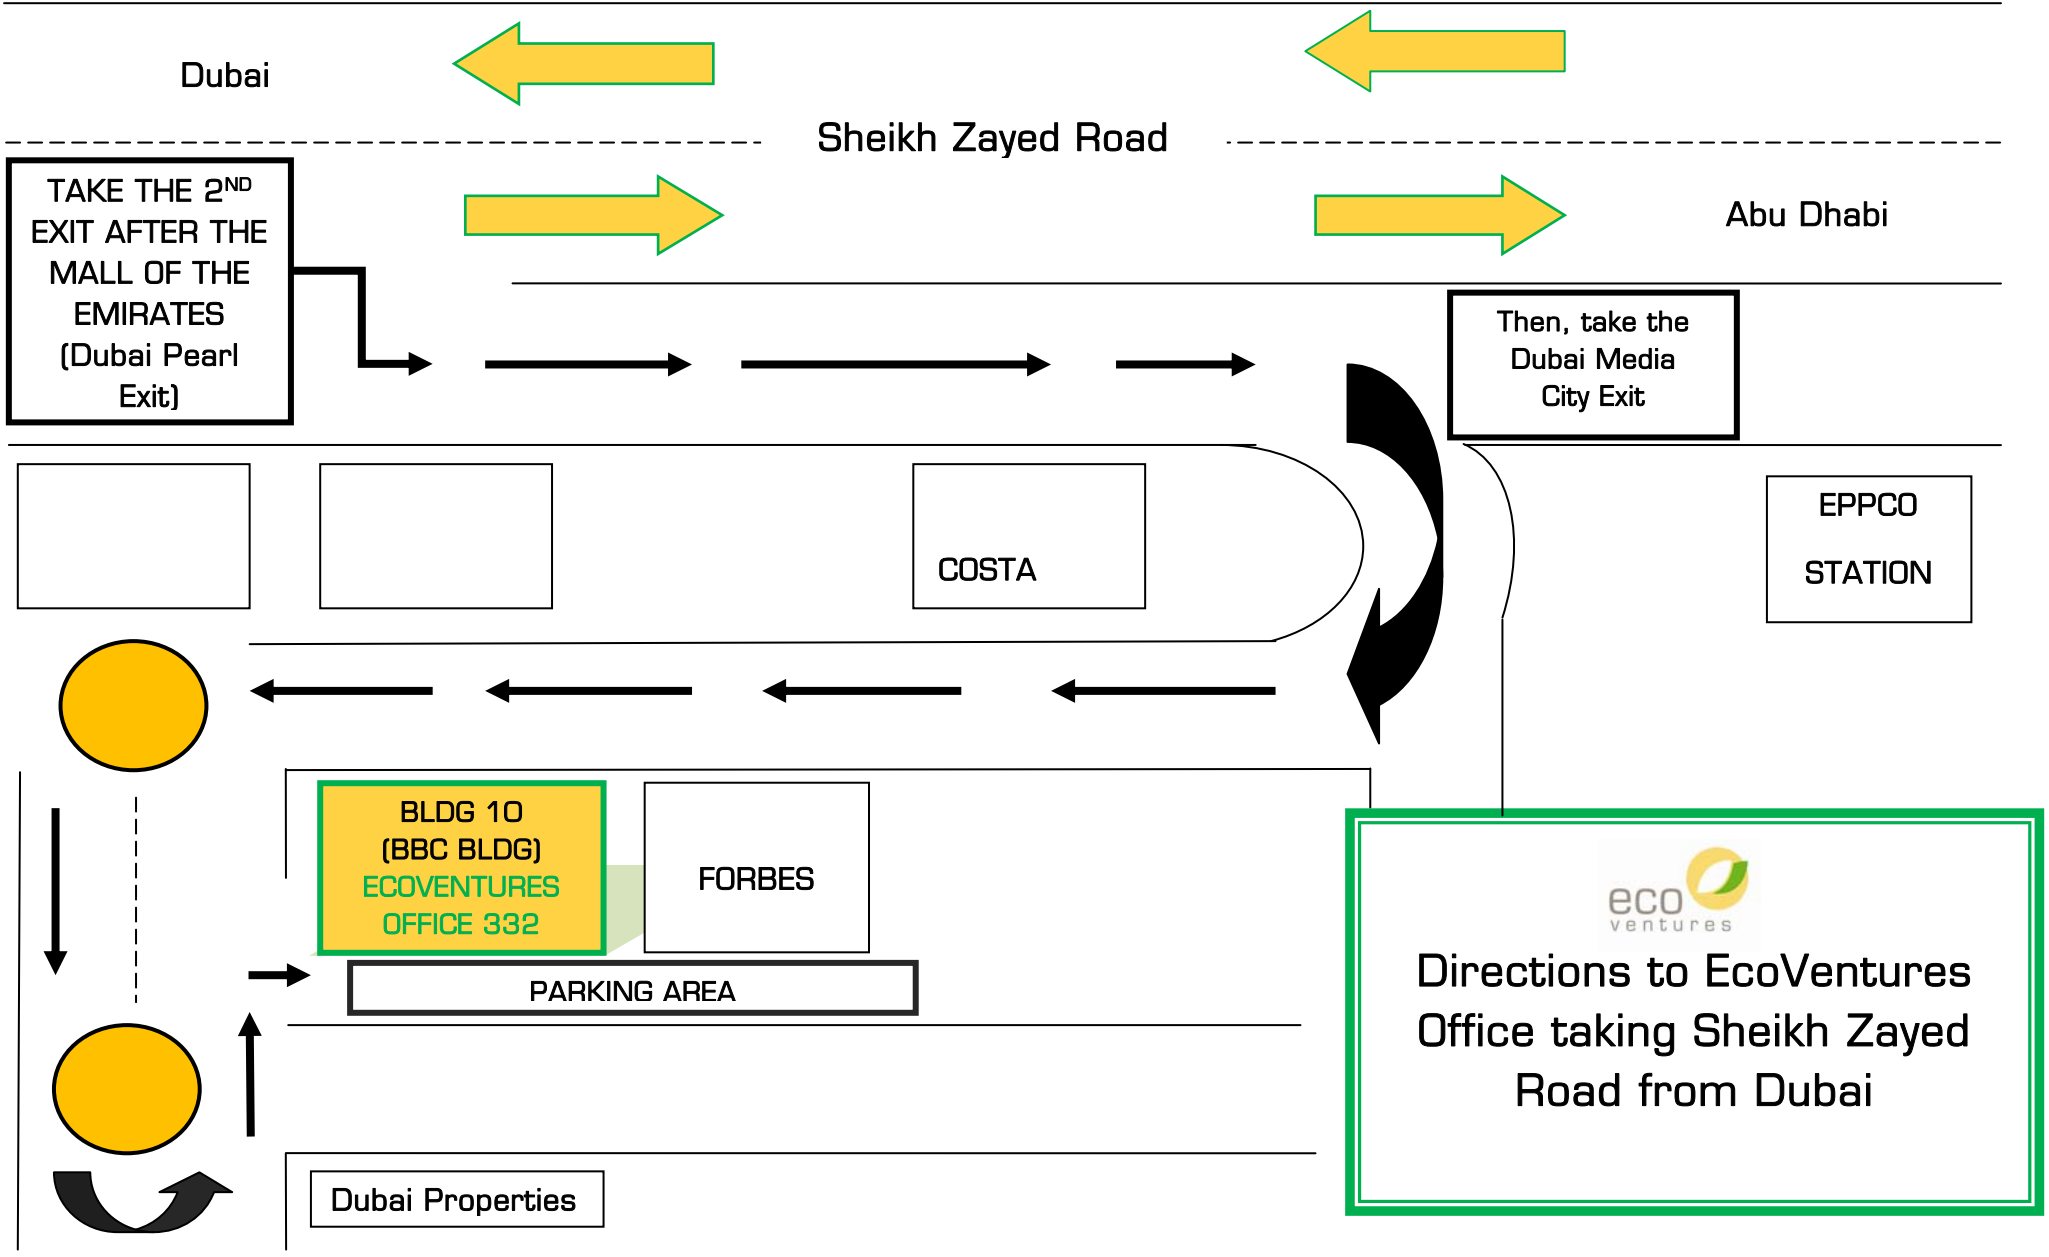 Dubai
Sheikh Zayed Road
TAKE THE 2ND
EXIT AFTER THE
MALL OF THE
EMIRATES
(Dubai Pearl
Exit)
Abu Dhabi
Then, take the
Dubai Media
City Exit
COSTA
EPPCO
STATION
BLDG 10
(BBC BLDG)
ECOVENTURES
OFFICE 332
FORBES
PARKING AREA
Dubai Properties
eco
ventures
Directions to EcoVentures
Office taking Sheikh Zayed
Road from Dubai